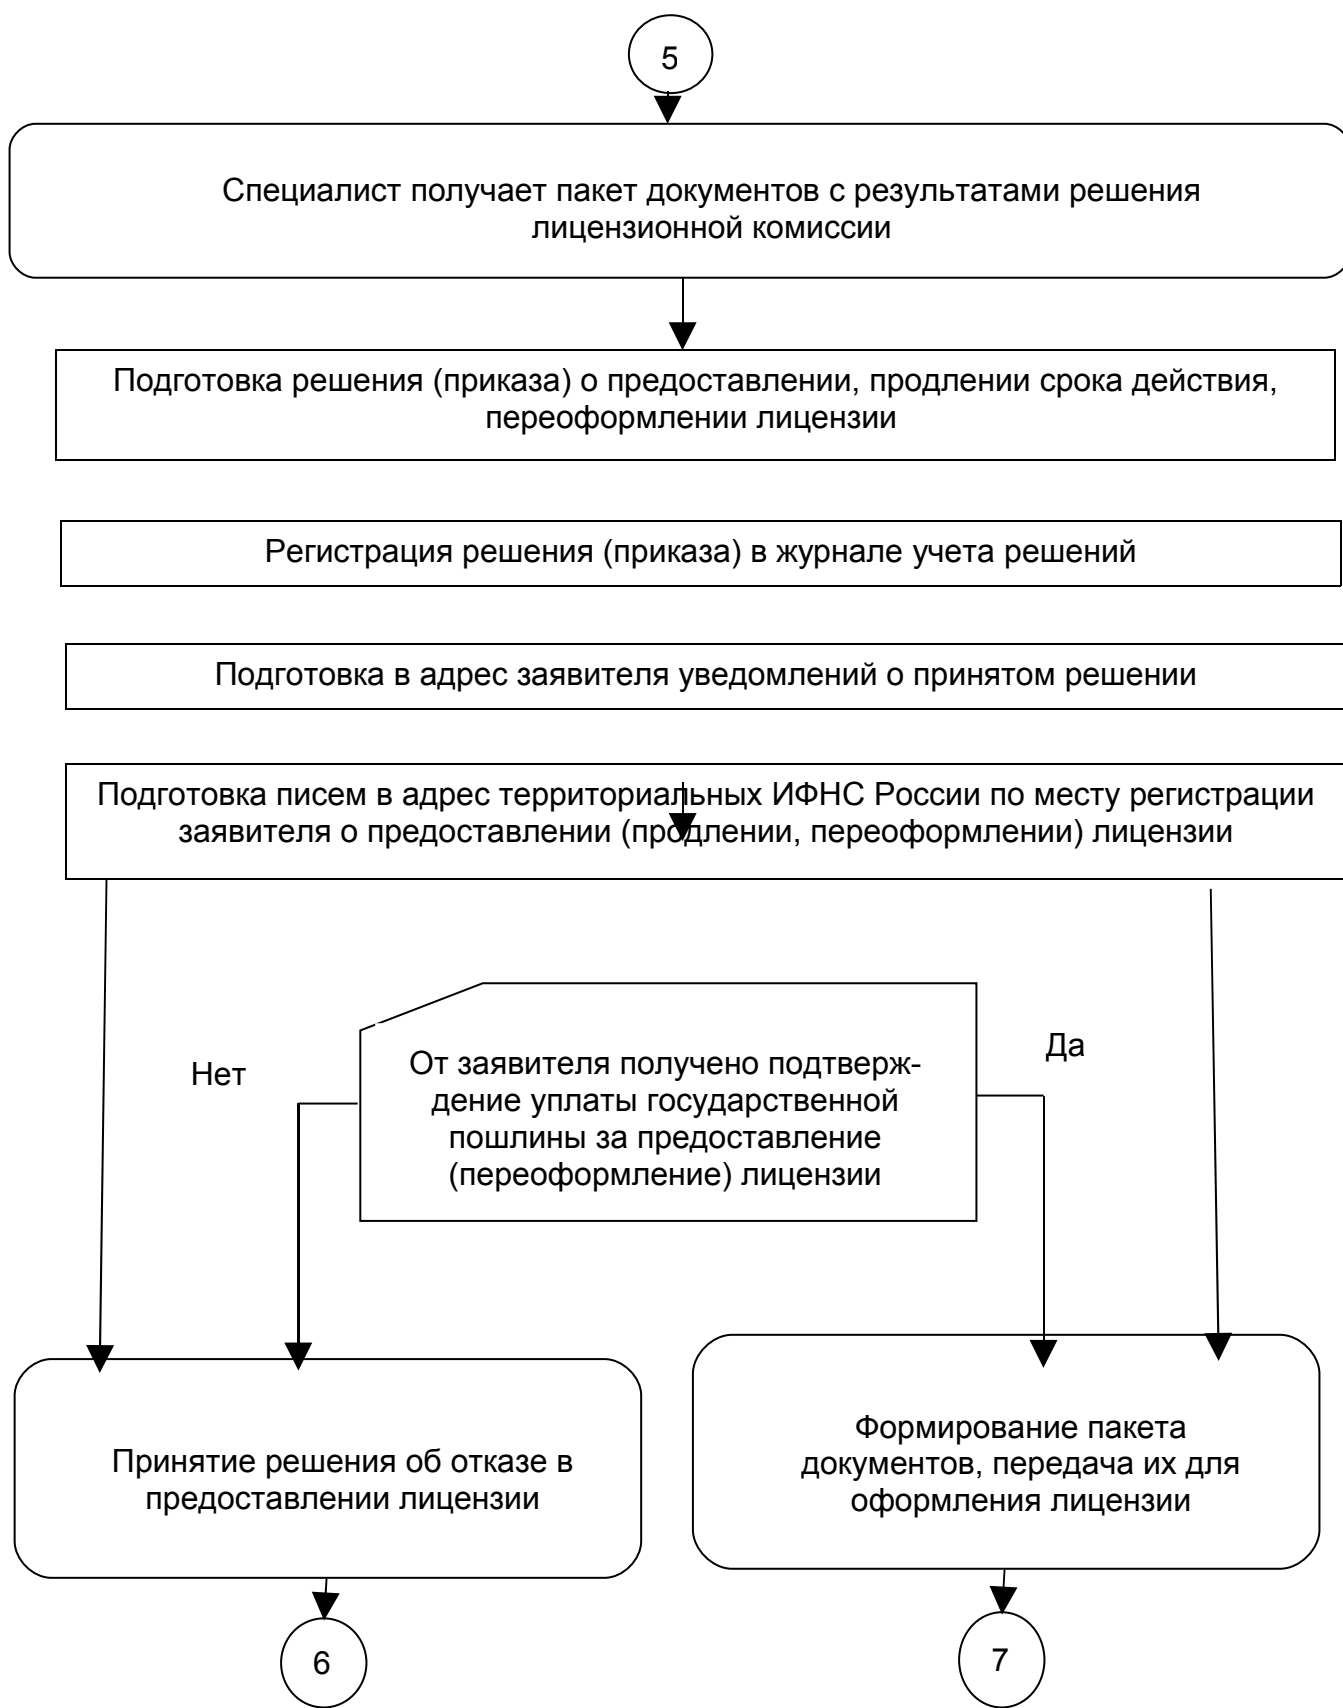 5
Специалист получает пакет документов с результатами решения
лицензионной комиссии
Подготовка решения (приказа) о предоставлении, продлении срока действия,
переоформлении лицензии
Регистрация решения (приказа) в журнале учета решений
Подготовка в адрес заявителя уведомлений о принятом решении
Подготовка писем в адрес территориальных ИФНС России по месту регистрации
заявителя о предоставлении (продлении, переоформлении) лицензии
Нет
От заявителя получено подтверж-
дение уплаты государственной
пошлины за предоставление
(переоформление) лицензии
Да
Принятие решения об отказе в
предоставлении лицензии
Формирование пакета
документов, передача их для
оформления лицензии
6
7